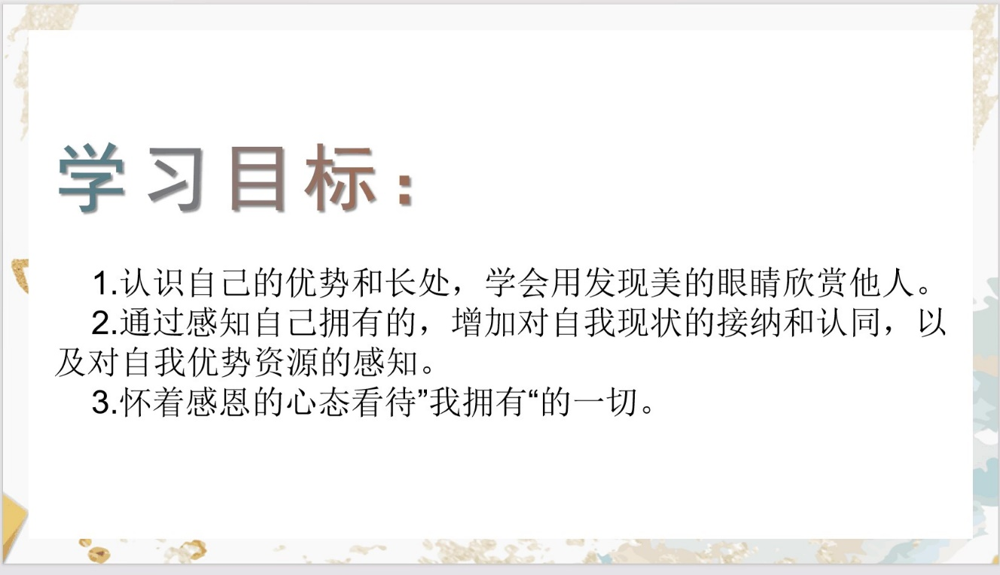 学习目标：
1.认识自己的优势和长处，学会用发现美的眼睛欣赏他人。
2.通过感知自己拥有的，增加对自我现状的接纳和认同，以
及对自我优势资源的感知。
3.怀着感恩的心态看待”我拥有“的一切。